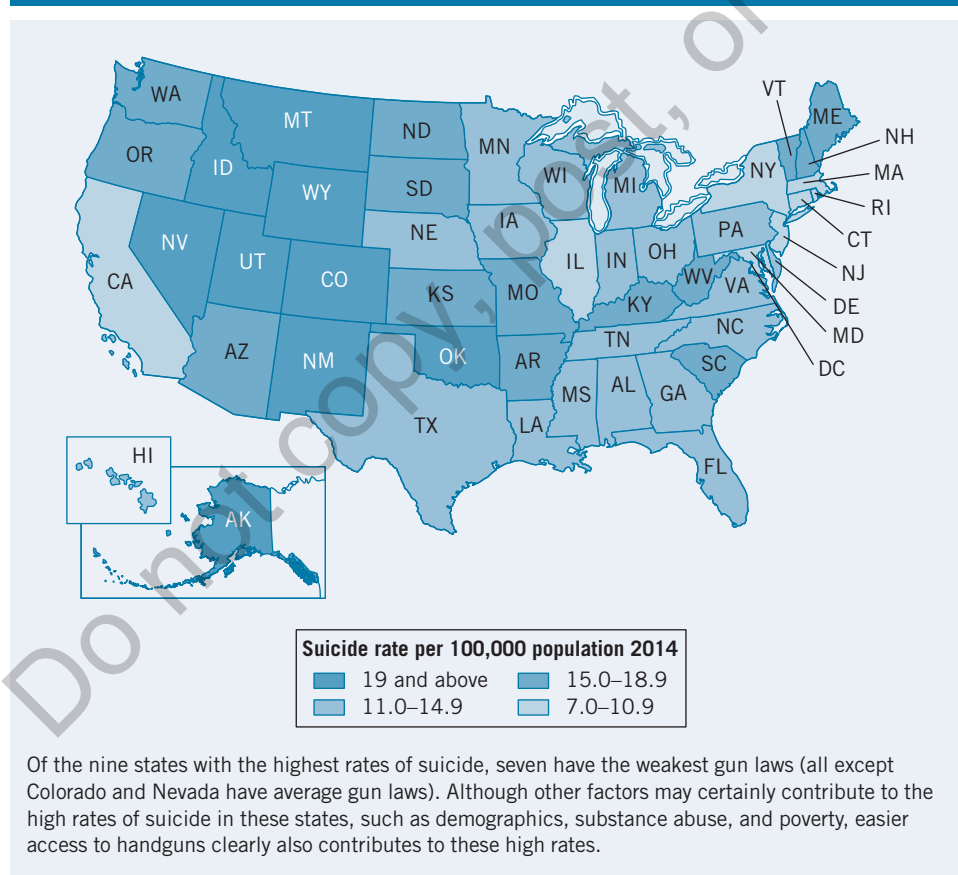 VT
WA
MT
ND
MN
ME
NH
OR
ID
WI
MI
NY
MA
WY
SD
RI
IA
PA
CT
NV
NE
NJ
UT
IL
IN
OH
CA
CO
KS
MO
WV
VA
DE
KY
MD
NC
TN
DC
AZ
NM
OK
AR
SC
MS
AL
GA
TX
LA
HI
FL
AK
Do not copy, post, or
Suicide rate per 100,000 population 2014
19 and above 15.0–18.9
11.0–14.9 7.0–10.9
Of the nine states with the highest rates of suicide, seven have the weakest gun laws (all except
Colorado and Nevada have average gun laws). Although other factors may certainly contribute to the
high rates of suicide in these states, such as demographics, substance abuse, and poverty, easier
access to handguns clearly also contributes to these high rates.